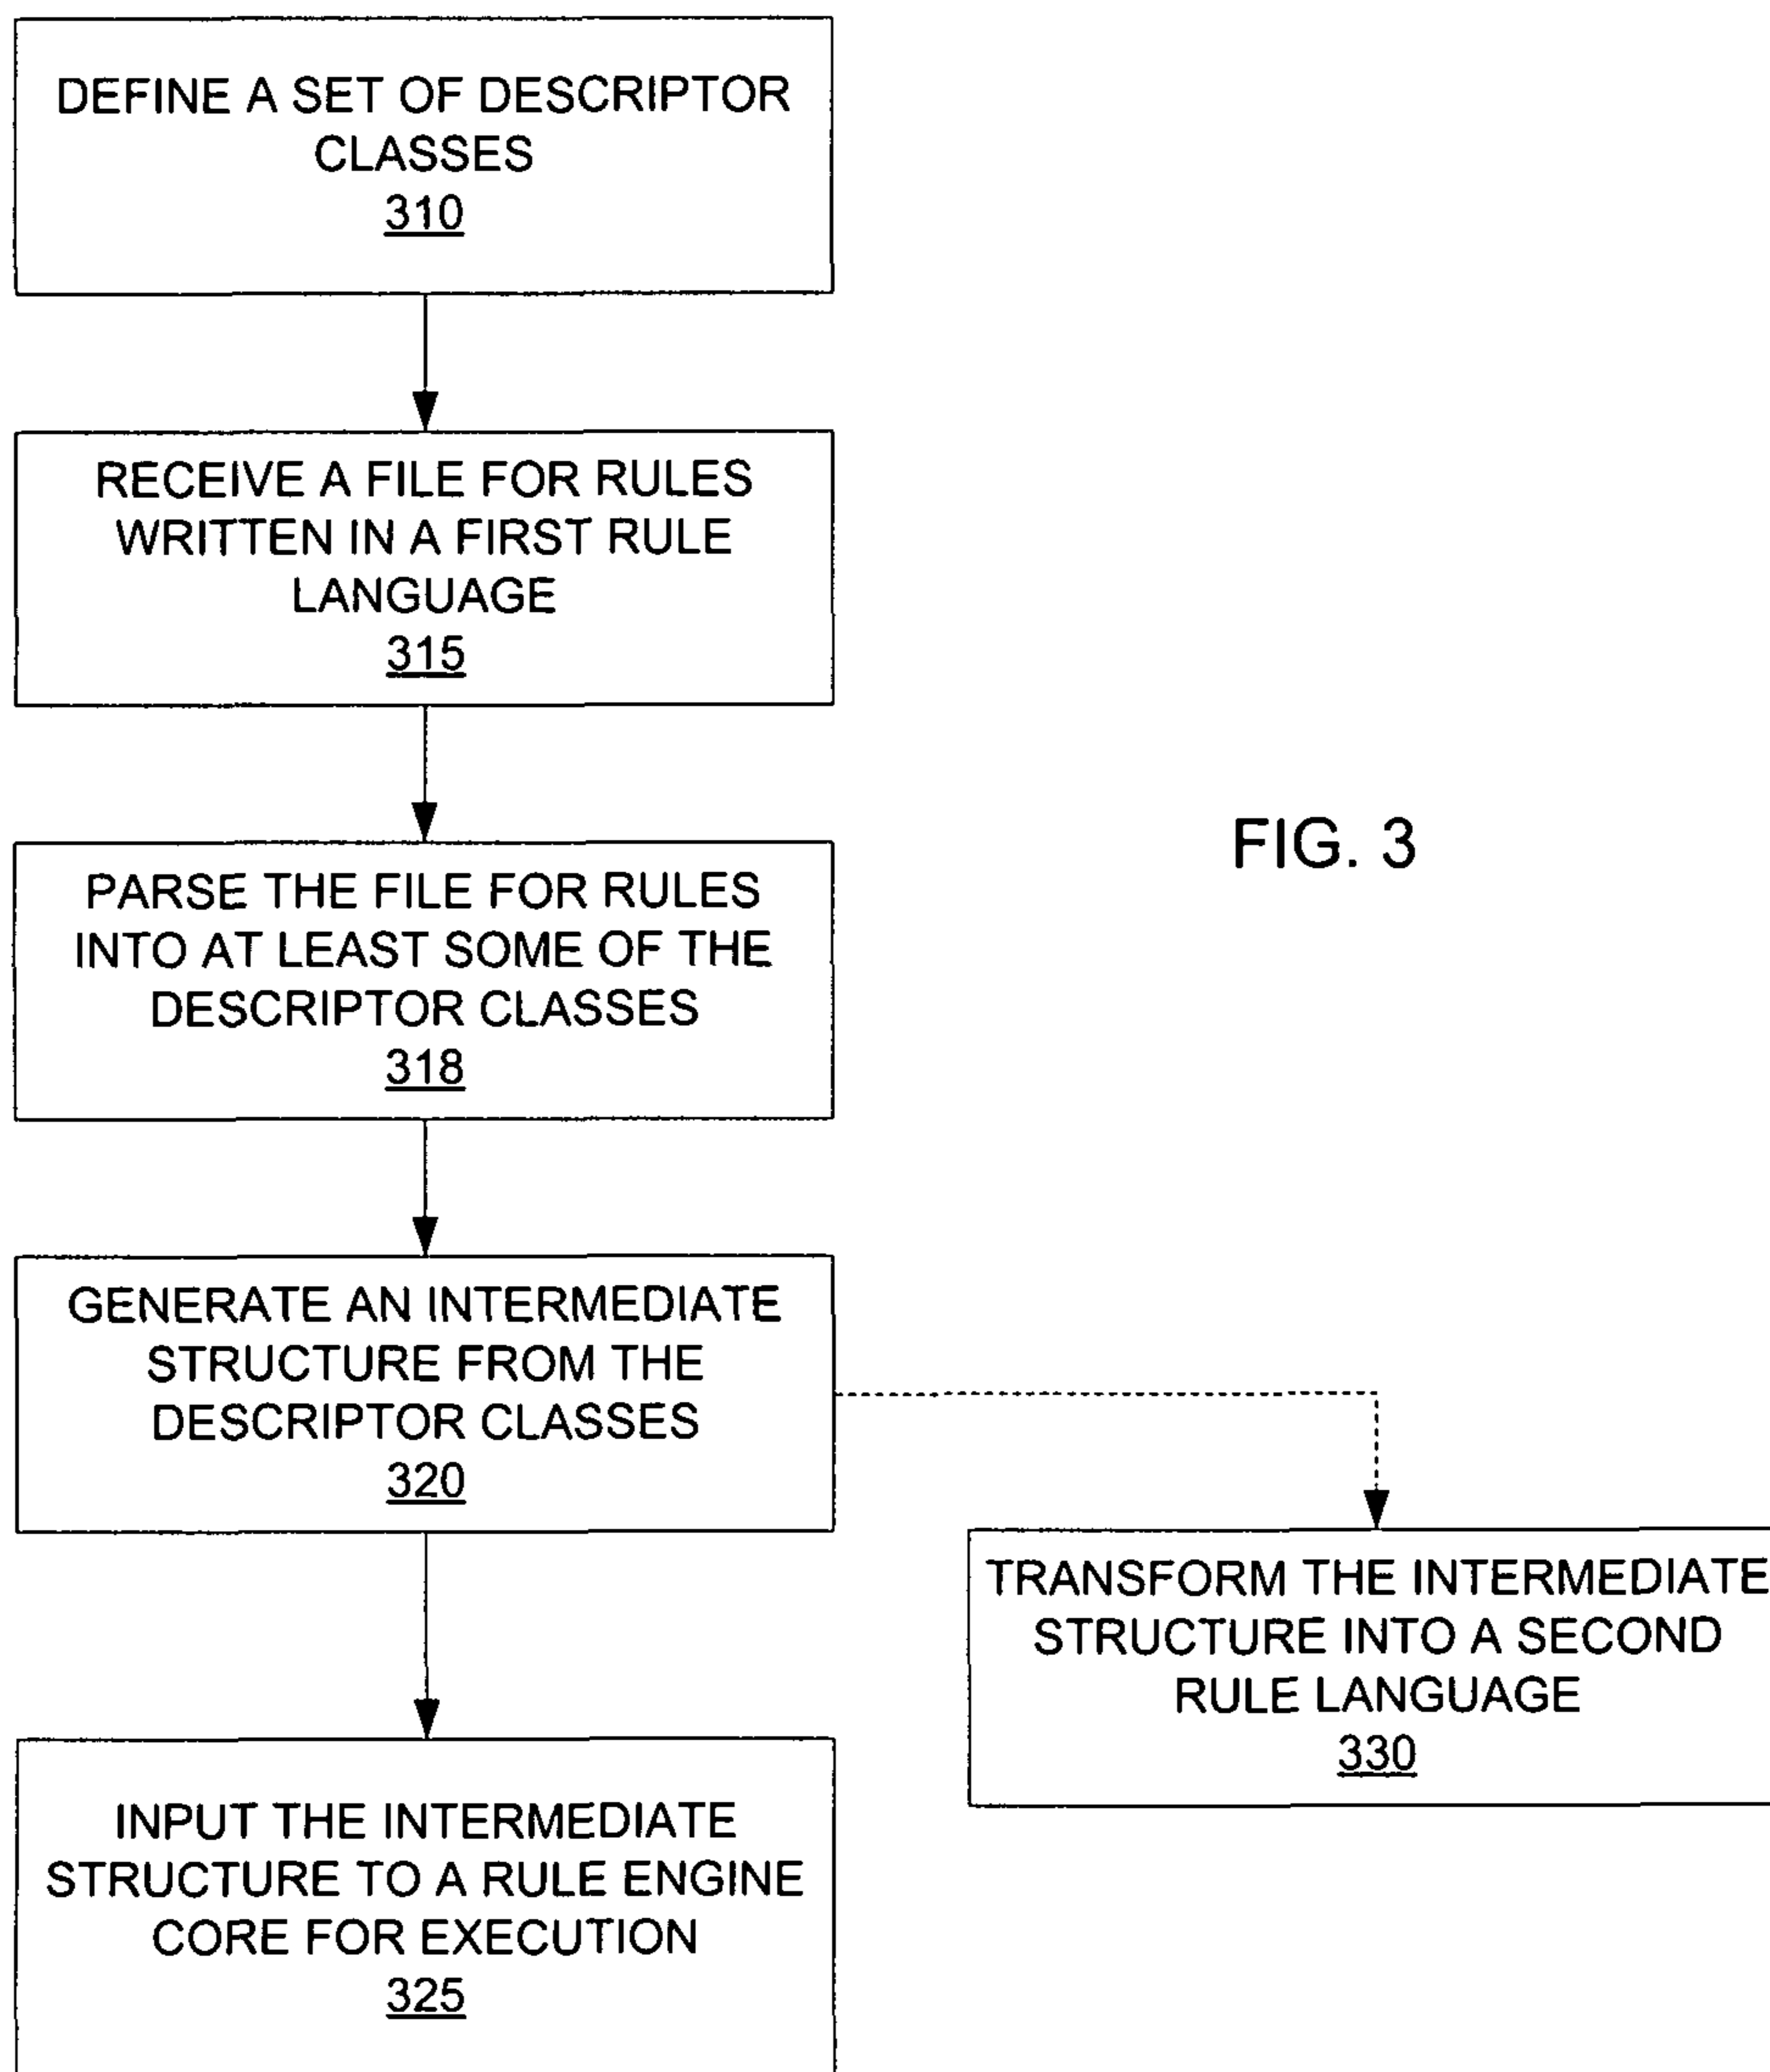 DEFINE A SET OF DESCRIPTOR
CLASSES
310
RECEIVE A FILE FOR RULES
WRITTEN IN A FIRST RULE
LANGUAGE
315
PARSE THE FILE FOR RULES
INTO AT LEAST SOME OF THE
DESCRIPTOR CLASSES
318
FIG. 3
GENERATE AN INTERMEDIATE
STRUCTURE FROM THE
DESCRIPTOR CLASSES
320
TRANSFORM THE INTERMEDIATE
STRUCTURE INTO A SECOND
RULE LANGUAGE
330
INPUT THE INTERMEDIATE
STRUCTURE TO A RULE ENGINE
CORE FOR EXECUTION
325